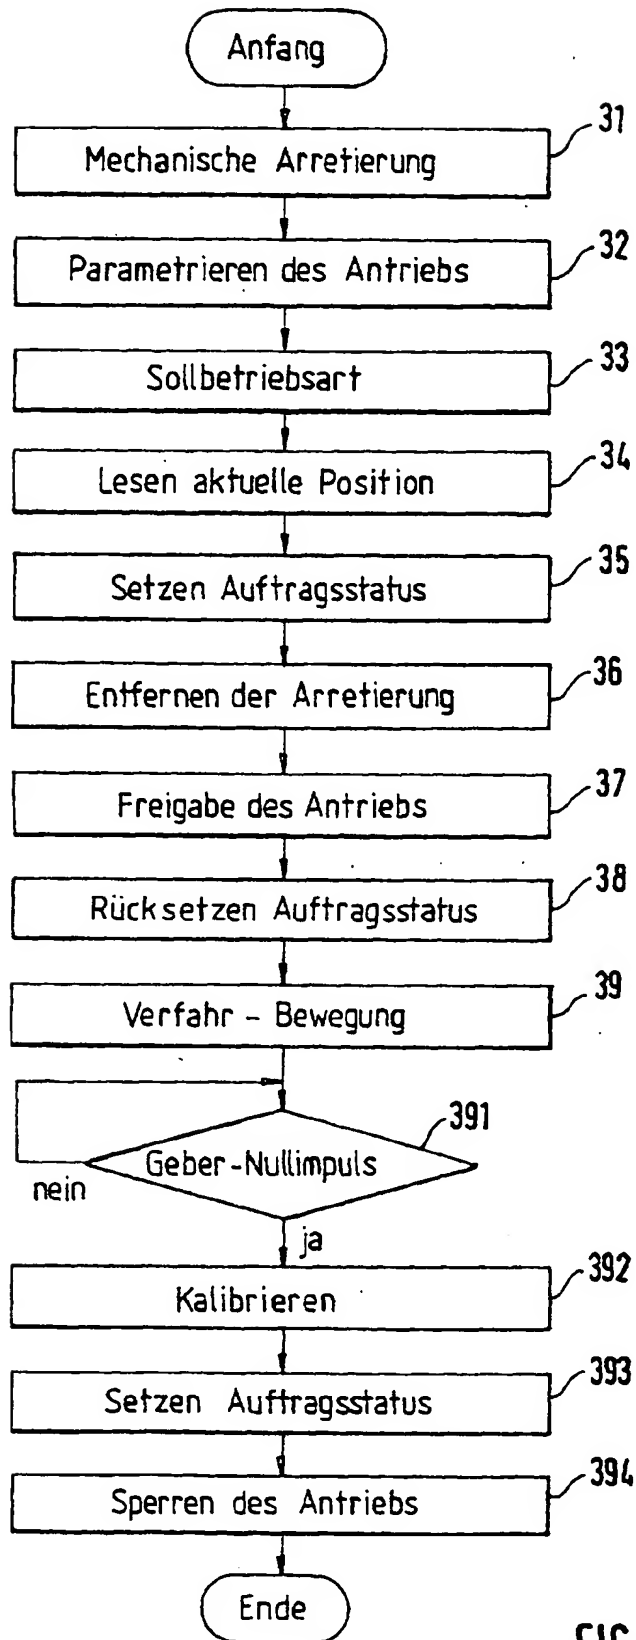 Anfang
Mechanische Arretierung
31
Parametrieren des Antriebs
32
Sollbetriebsart
33
Lesen aktuelle Position
34
Setzen Auftragsstatus
35
Entfernen der Arretierung
36
Freigabe des Antriebs
37
Rücksetzen Auftragsstatus
38
Verfahr - Bewegung
39
Geber-Nullimpuls
391
nein
ja
Kalibrieren
392
Setzen Auftragsstatus
393
Sperren des Antriebs
394
Ende